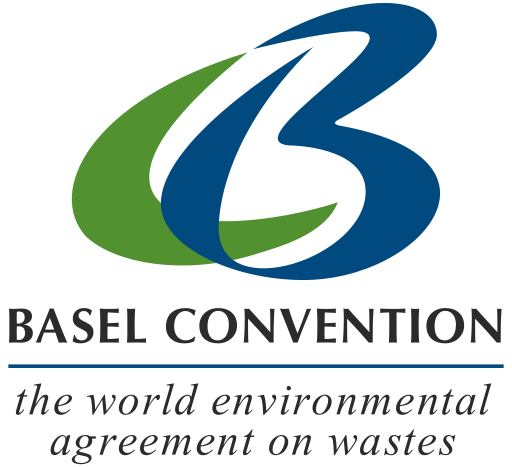 BASEL CONVENTION
the world environmental
agreement on wastes